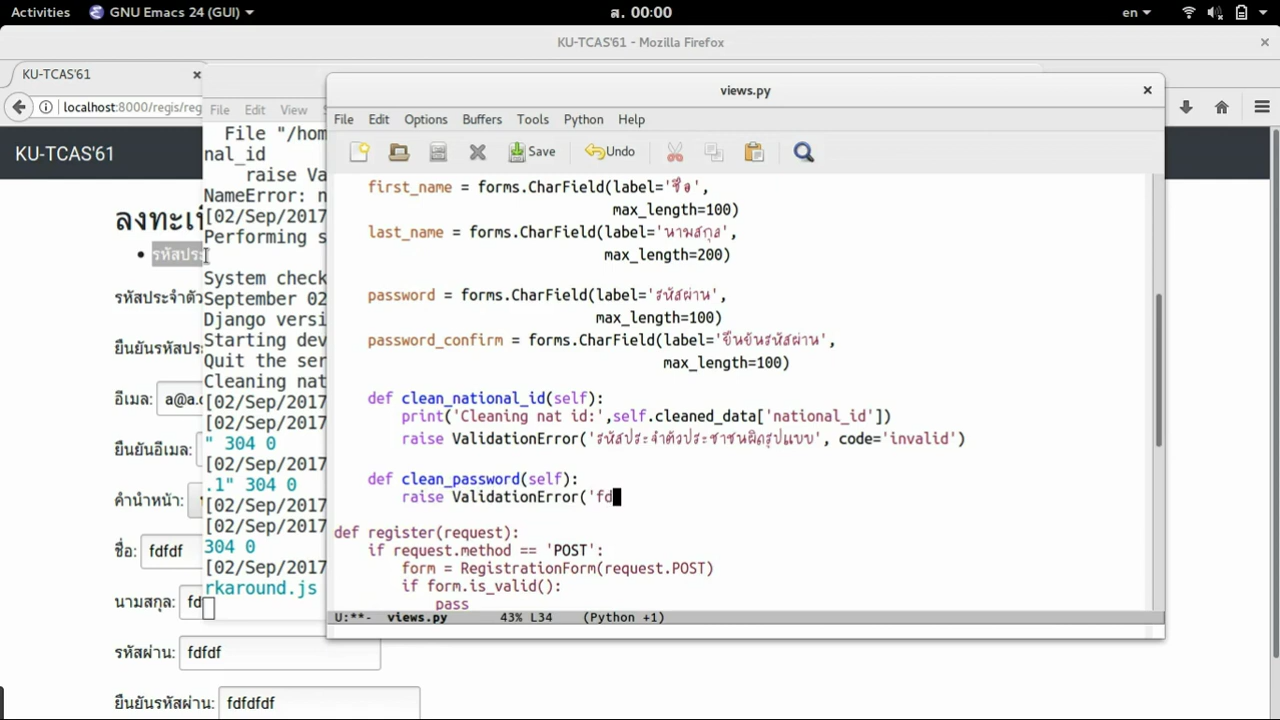 Activities GNU Emacs 24 (GUI) ส. 00:00 en
KU-TCAS'61 - Mozilla Firefox
KU-TCAS'61
localhost:8000/regis/reg
KU-TCAS'61
ลงทะเบี
รหัสประ
รหัสประจำตัว
ยืนยันรหัสประ
อีเมล: a@a.c
ยืนยันอีเมล:
คำนำหน้า:
ชื่อ: fdfdf
นามสกุล: fd
รหัสผ่าน: fdfdf
ยืนยันรหัสผ่าน: fdfdfdf
File Edit View
File "/hom
nal_id
raise Va
NameError: n
[02/Sep/2017
Performing s
System check
September 02
Django versi
Starting dev
Quit the ser
Cleaning nat
[02/Sep/2017
[02/Sep/2017
" 304 0
[02/Sep/2017
.1" 304 0
[02/Sep/2017
[02/Sep/2017
304 0
[02/Sep/2017
rkaround.js
views.py
File Edit Options Buffers Tools Python Help
Save Undo
first_name = forms.CharField(label='ชื่อ',
max_length=100)
last_name = forms.CharField(label='นามสกุล',
max_length=200)
password = forms.CharField(label='รหัสผ่าน',
max_length=100)
password_confirm = forms.CharField(label='ยืนยันรหัสผ่าน',
max_length=100)
def clean_national_id(self):
print('Cleaning nat id:',self.cleaned_data['national_id'])
raise ValidationError('รหัสประจำตัวประชาชนผิดรูปแบบ', code='invalid')
def clean_password(self):
raise ValidationError('fd
def register(request):
if request.method == 'POST':
form = RegistrationForm(request.POST)
if form.is_valid():
pass
U:**- views.py 43% L34 (Python +1)